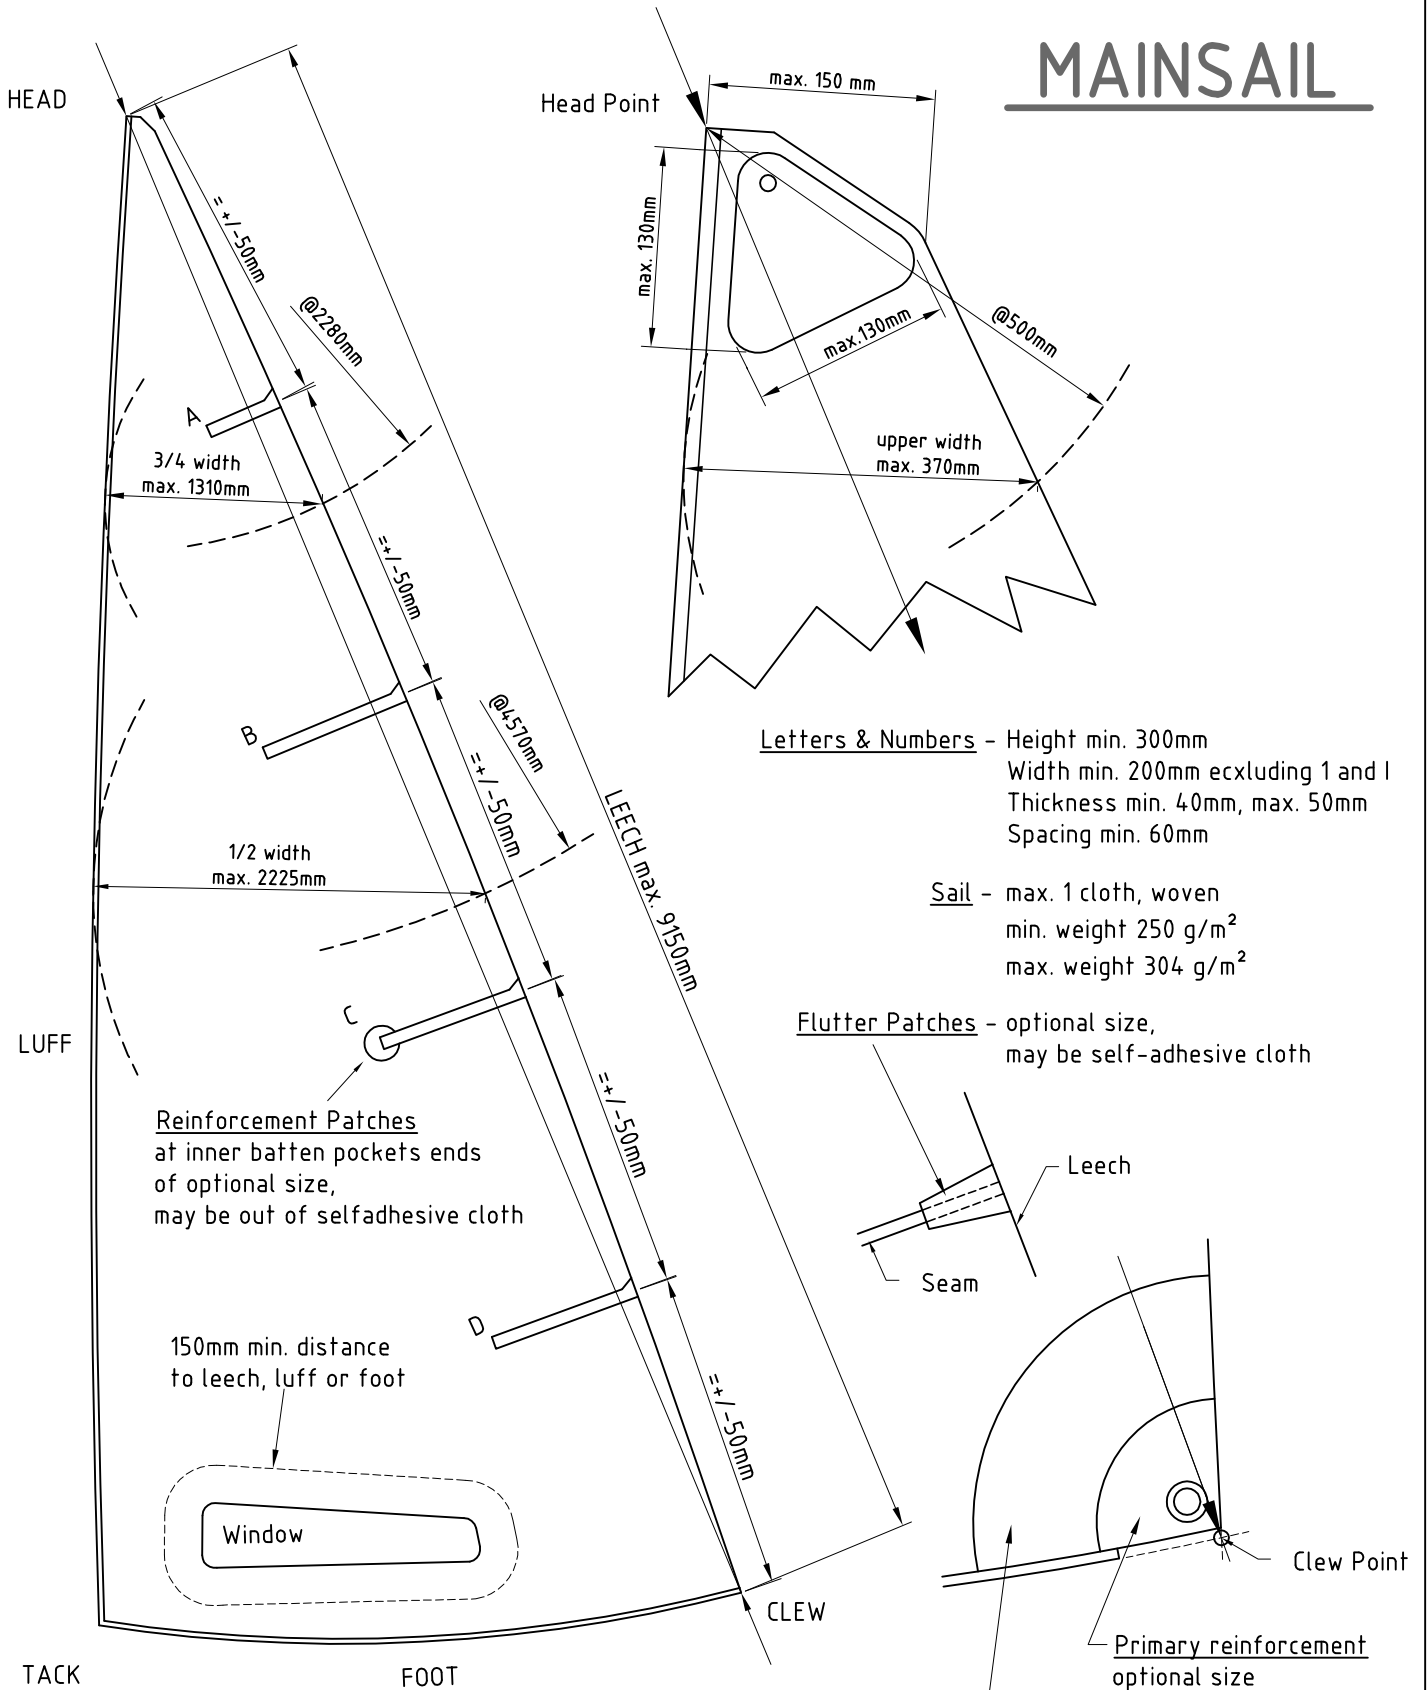 MAINSAIL
HEAD
Head Point
max. 150 mm
max. 130mm
max.130mm
@500mm
upper width
max. 370mm
=+/-50mm
@2280mm
A
3/4 width
max. 1310mm
=+/-50mm
B
@4570mm
=+/-50mm
LEECH max. 9150mm
1/2 width
max. 2225mm
Letters & Numbers - Height min. 300mm
Width min. 200mm ecxluding 1 and I
Thickness min. 40mm, max. 50mm
Spacing min. 60mm
Sail - max. 1 cloth, woven
min. weight 250 g/m²
max. weight 304 g/m²
Flutter Patches - optional size,
may be self-adhesive cloth
C
LUFF
=+/-50mm
Reinforcement Patches
at inner batten pockets ends
of optional size,
may be out of selfadhesive cloth
Leech
Seam
D
150mm min. distance
to leech, luff or foot
=+/-50mm
Window
Clew Point
CLEW
Primary reinforcement
optional size
TACK
FOOT